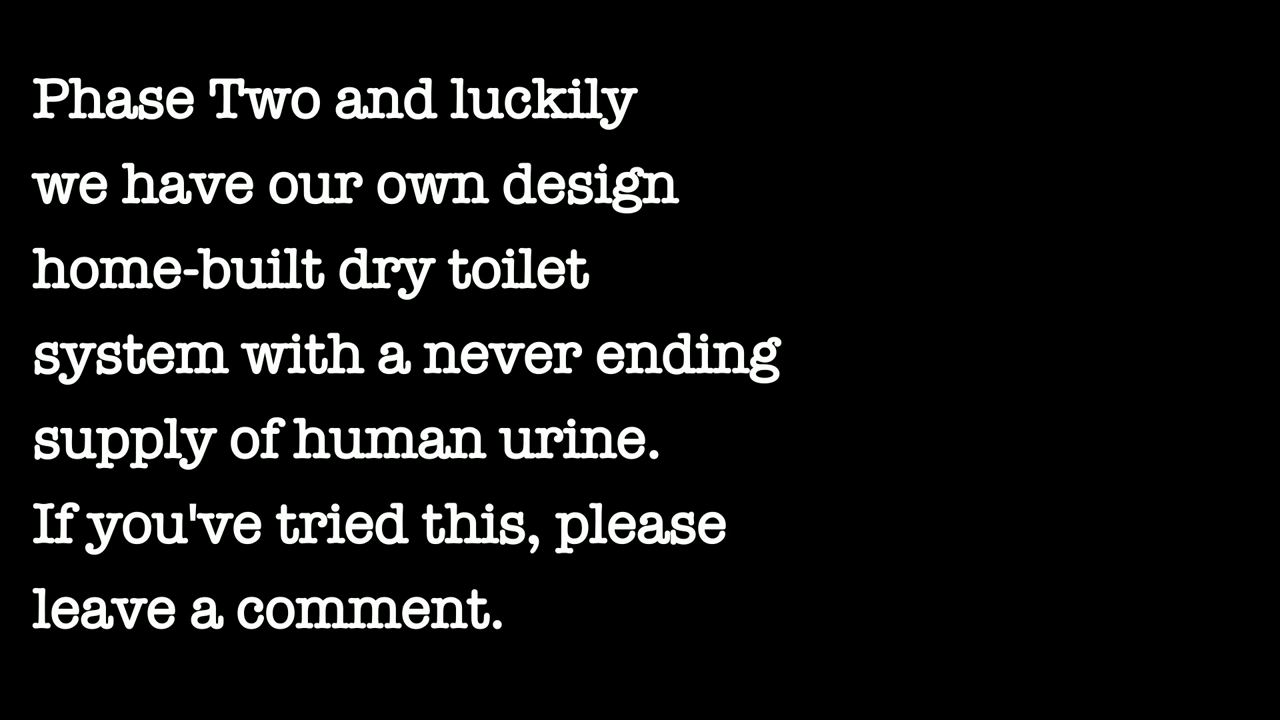 Phase Two and luckily
we have our own design
home-built dry toilet
system with a never ending
supply of human urine.
If you've tried this, please
leave a comment.